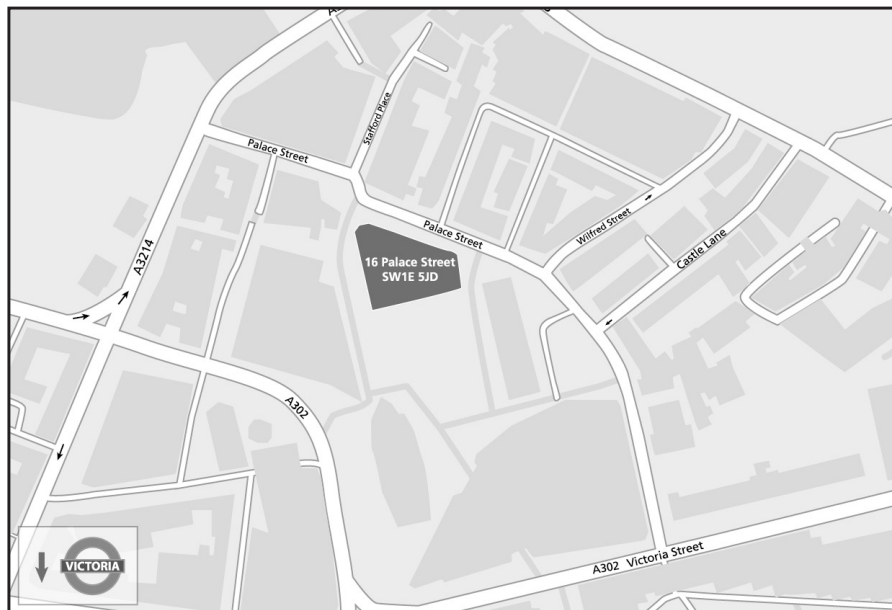 Stafford Place
Palace Street
Palace Street
Wilfred Street
Castle Lane
16 Palace Street
SW1E 5JD
A3214
A302
A302 Victoria Street
VICTORIA